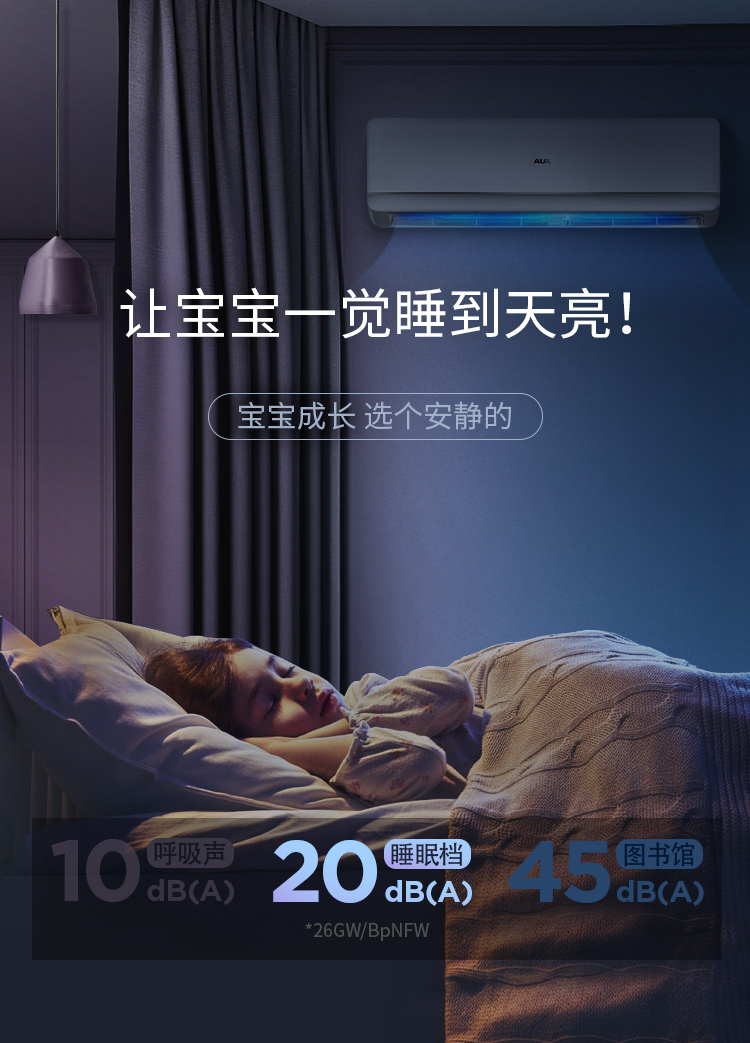 AUX
让宝宝一觉睡到天亮！
宝宝成长 选个安静的
10 呼吸声 dB(A)
20 睡眠档 dB(A)
45 图书馆 dB(A)
*26GW/BpNFW